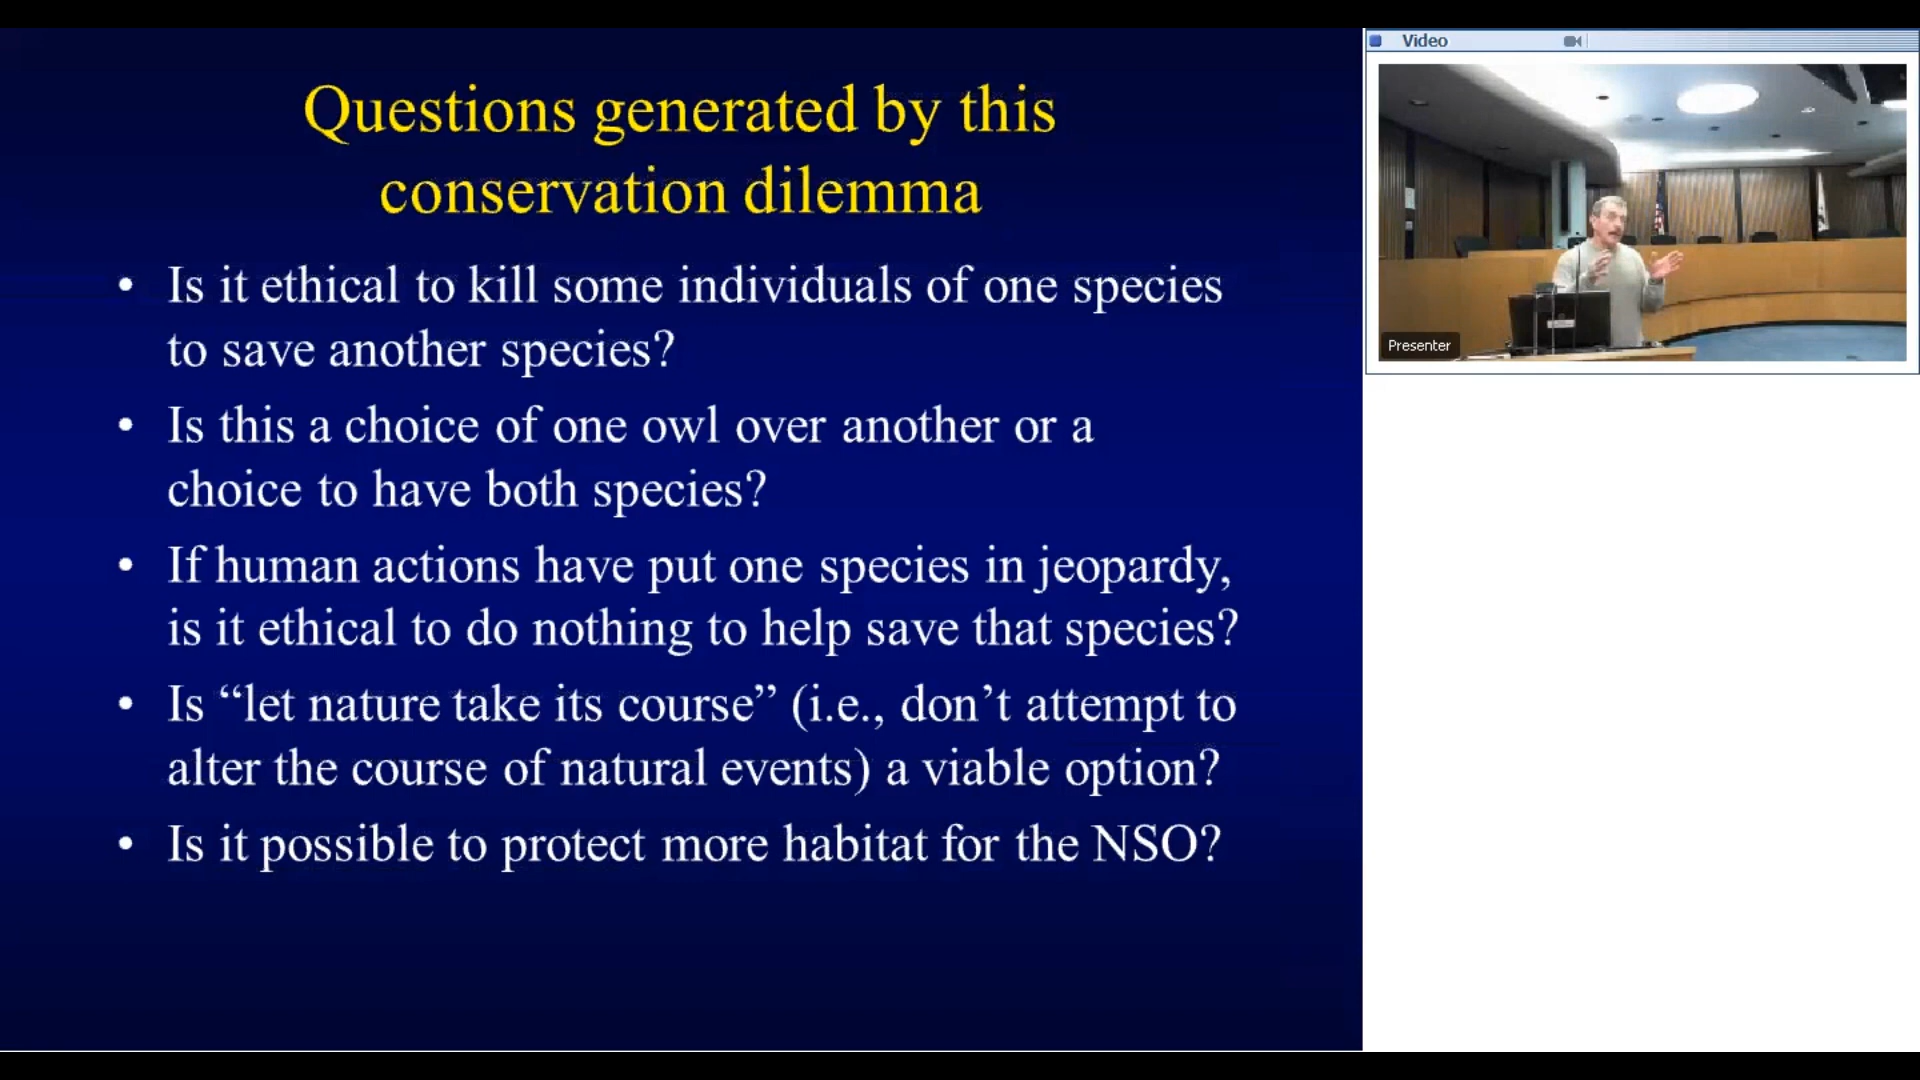 Questions generated by this
conservation dilemma
• Is it ethical to kill some individuals of one species
to save another species?
• Is this a choice of one owl over another or a
choice to have both species?
• If human actions have put one species in jeopardy,
is it ethical to do nothing to help save that species?
• Is “let nature take its course” (i.e., don’t attempt to
alter the course of natural events) a viable option?
• Is it possible to protect more habitat for the NSO?
Video
Presenter